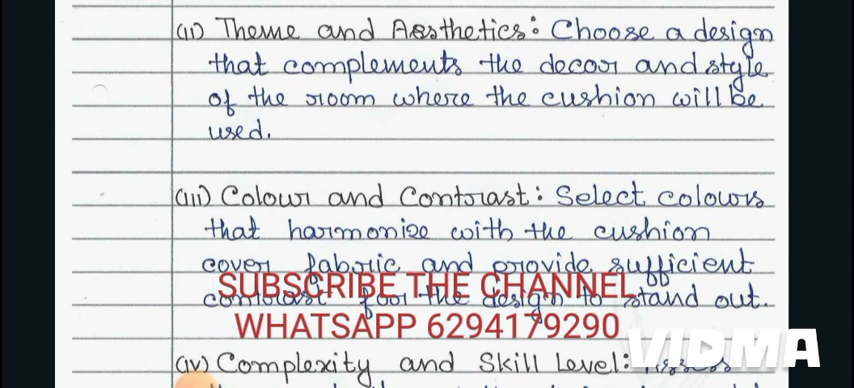 (ii) Theme and Aesthetics: Choose a design
that complements the decor and style
of the room where the cushion will be
used.
(iii) Colour and Contrast: Select colours
that harmonize with the cushion
cover fabric and provide sufficient
contrast for the design to stand out.
SUBSCRIBE THE CHANNEL
WHATSAPP 6294179290
(iv) Complexity and Skill Level: Assess
VIDMA